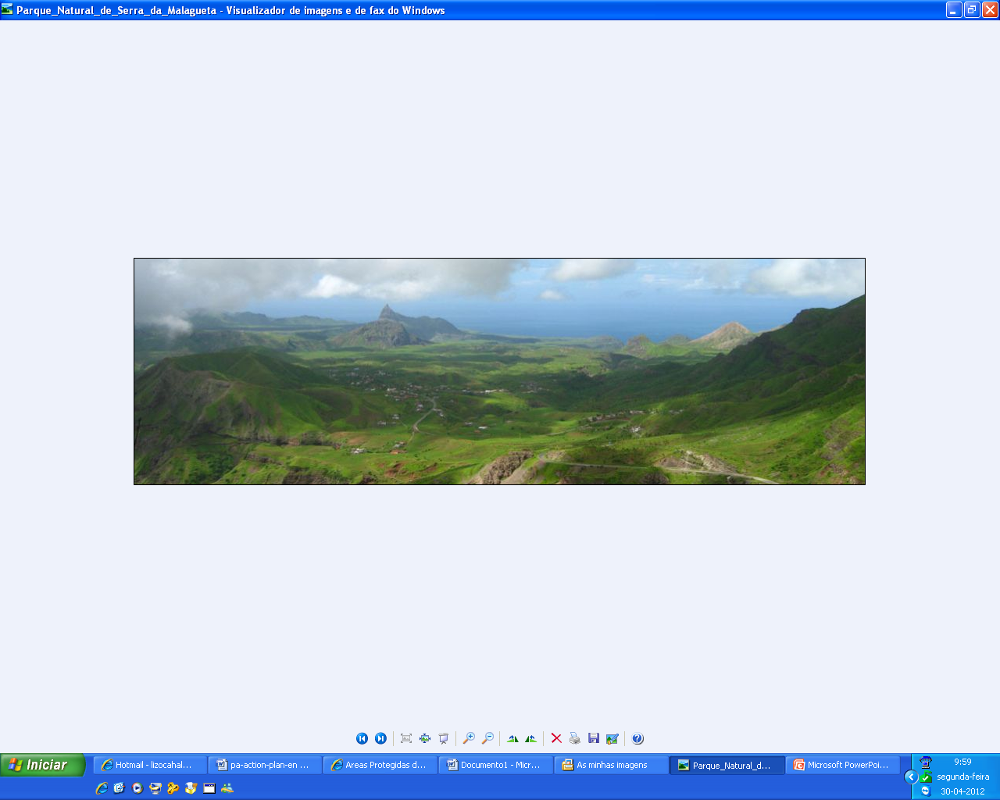 Parque_Natural_de_Serra_da_Malagueta - Visualizador de imagens e de fax do Windows
Iniciar
Hotmail - lizocahal...
pa-action-plan-en ...
Areas Protegidas d...
Documento1 - Micr...
As minhas imagens
Parque_Natural_d...
Microsoft PowerPoi...
9:59
segunda-feira
30-04-2012